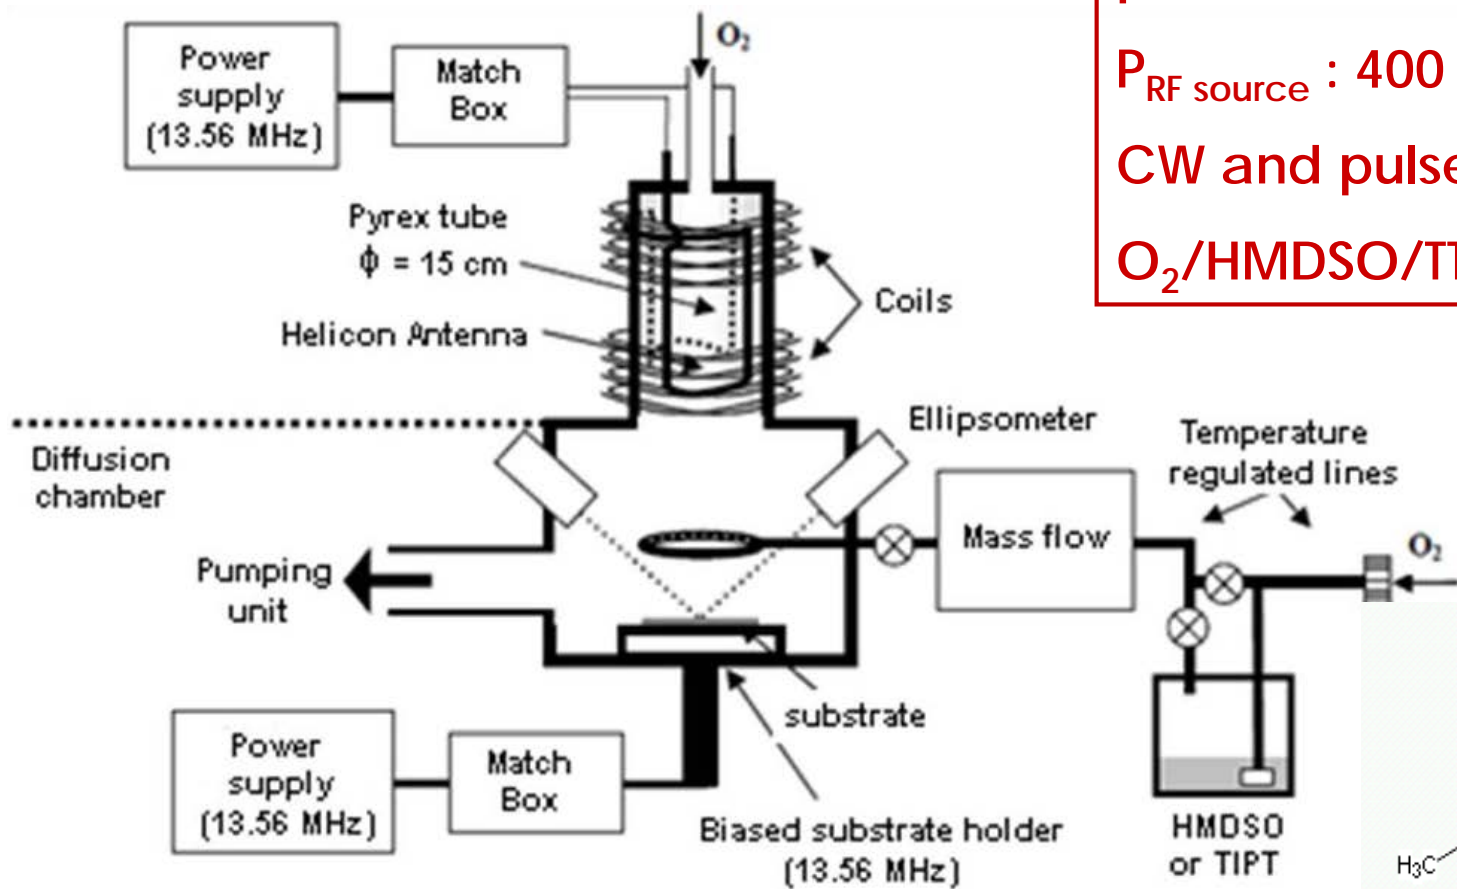 O₂
Power
supply
(13.56 MHz)
Match
Box
P_RF source : 400
CW and pulse
O₂/HMDSO/TT
Pyrex tube
ϕ = 15 cm
Coils
Helicon Antenna
Ellipsometer
Temperature
regulated lines
Diffusion
chamber
Mass flow
O₂
Pumping
unit
substrate
Power
supply
(13.56 MHz)
Match
Box
Biased substrate holder
(13.56 MHz)
HMDSO
or TIPT
H₃C